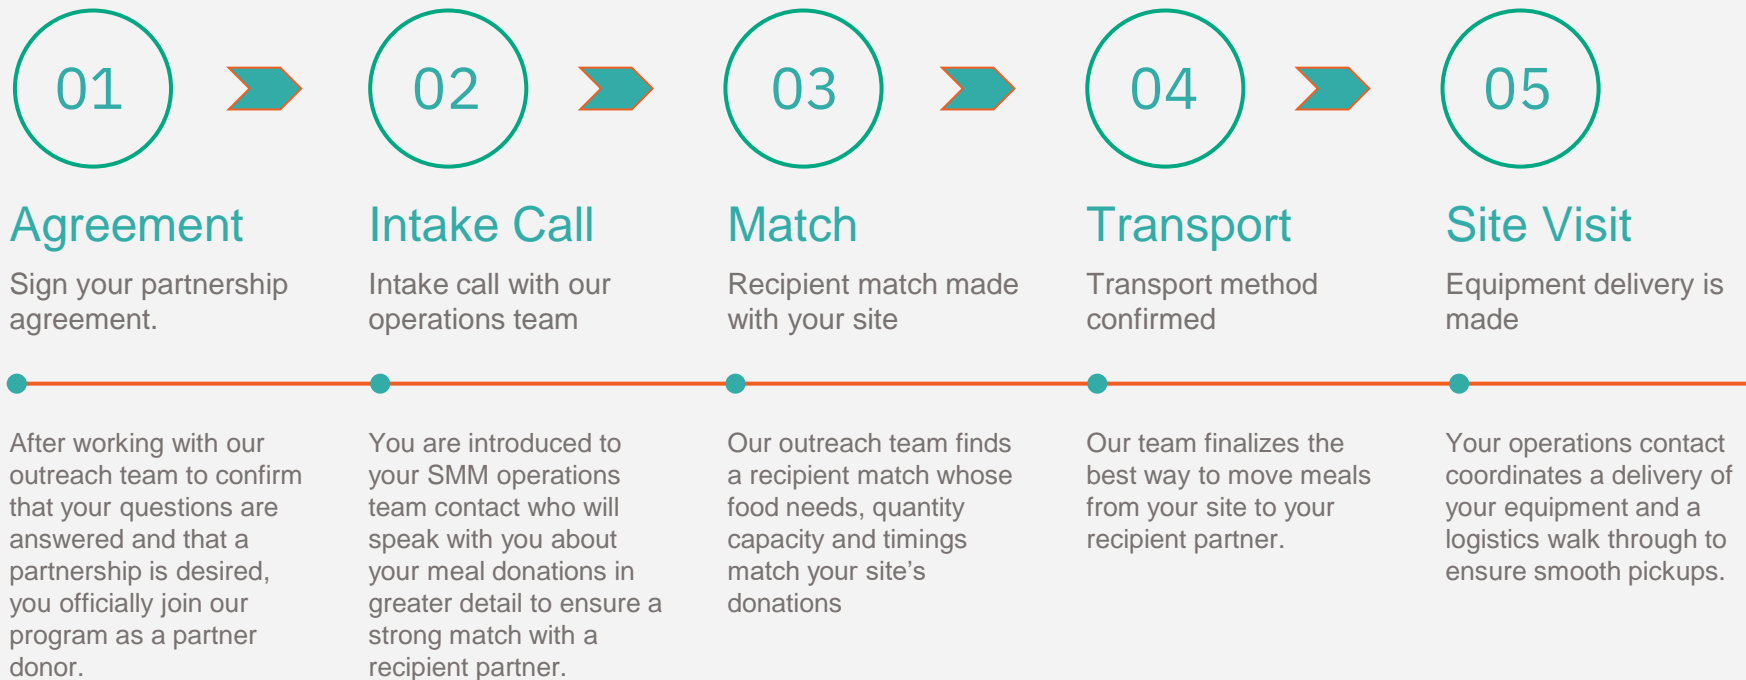 01
02
03
04
05
Agreement
Sign your partnership
agreement.
After working with our
outreach team to confirm
that your questions are
answered and that a
partnership is desired,
you officially join our
program as a partner
donor.
Intake Call
Intake call with our
operations team
You are introduced to
your SMM operations
team contact who will
speak with you about
your meal donations in
greater detail to ensure a
strong match with a
recipient partner.
Match
Recipient match made
with your site
Our outreach team finds
a recipient match whose
food needs, quantity
capacity and timings
match your site's
donations
Transport
Transport method
confirmed
Our team finalizes the
best way to move meals
from your site to your
recipient partner.
Site Visit
Equipment delivery is
made
Your operations contact
coordinates a delivery of
your equipment and a
logistics walk through to
ensure smooth pickups.